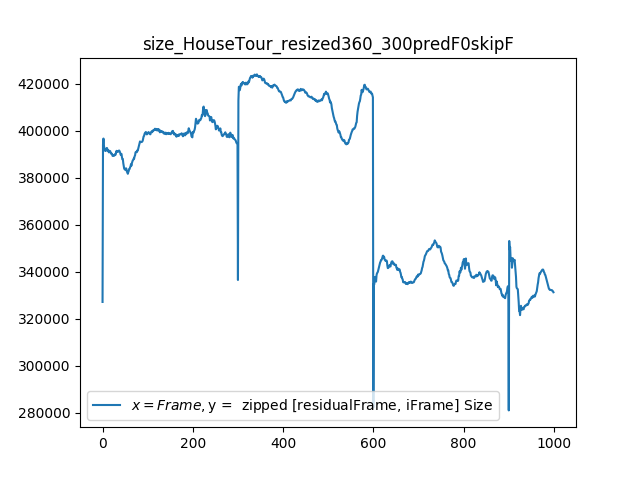 size_HouseTour_resized360_300predF0skipF
420000
400000
380000
360000
340000
320000
300000
280000
x = Frame, y =  zipped [residualFrame, iFrame] Size
0 200 400 600 800 1000